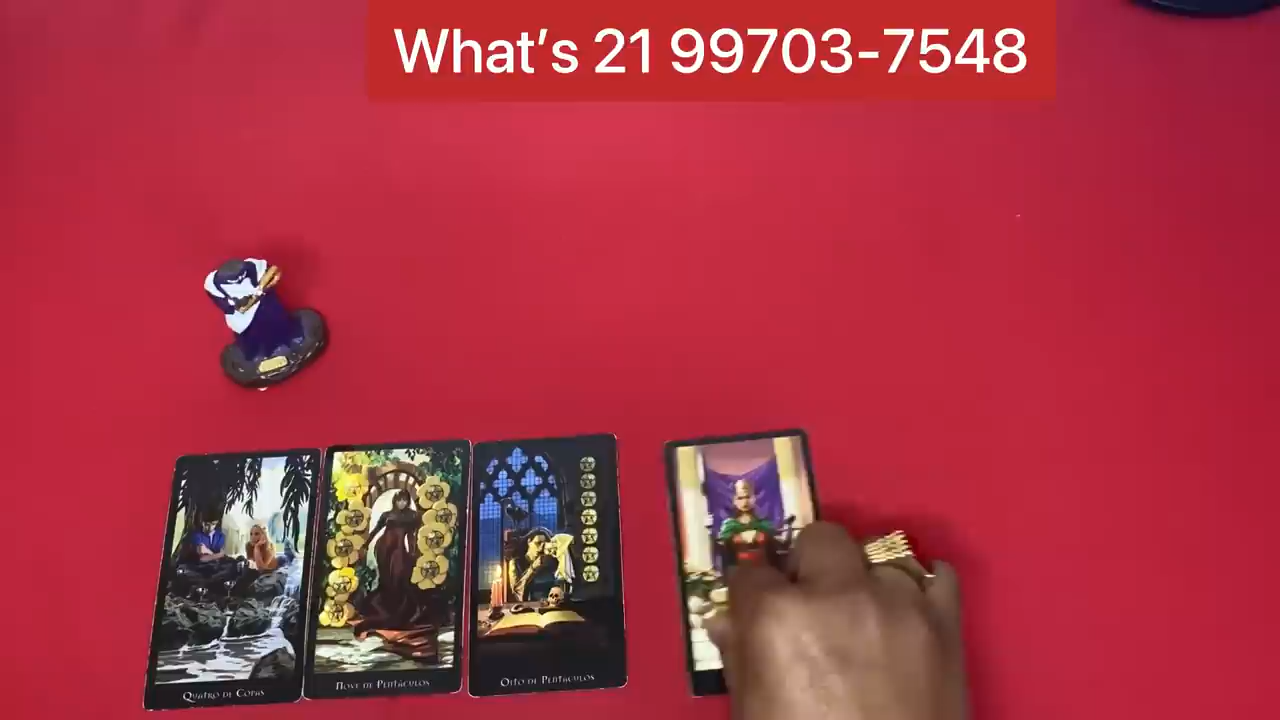 What’s 21 99703-7548
Quatro de Copas
Nove de Pentáculos
Oito de Pentáculos